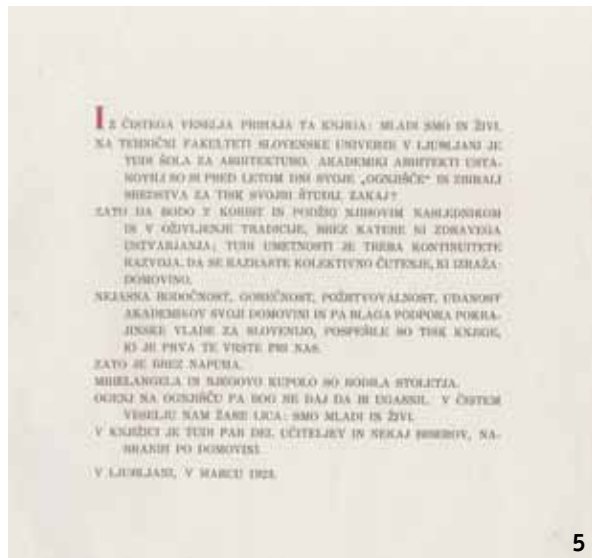 IZ ČISTEGA VESELJA PRIHAJA TA KNJIGA: MLADI SMO IN ŽIVI.
NA TEHNIČNI FAKULTETI SLOVENSKE UNIVERZE V LJUBLJANI JE
TUDI ŠOLA ZA ARHITEKTURO. AKADEMIKI ARHITEKTI USTA-
NOVILI SO SI PRED LETOM DNI SVOJE „OGNJIŠČE“ IN ZBIRALI
SREDSTVA ZA TISK SVOJIH ŠTUDIJ. ZAKAJ?
ZATO DA BODO V KORIST IN PODŽIG NJIHOVIM NASLEDNIKOM
IN V OŽIVLJENJE TRADICIJE, BREZ KATERE NI ZDRAVEGA
USTVARJANJA; TUDI UMETNOSTI JE TREBA KONTINUITETE
RAZVOJA, DA SE RAZRASTE KOLEKTIVNO ČUTENJE, KI IZRAŽA
DOMOVINO.
NEJASNA BODOČNOST, GOREČNOST, POŽRTVOVALNOST, UDANOST
AKADEMIKOV SVOJI DOMOVINI IN PA BLAGA PODPORA POKRA-
JINSKE VLADE ZA SLOVENIJO, POSPEŠILE SO TISK KNJIGE,
KI JE PRVA TE VRSTE PRI NAS.
ZATO JE BREZ NAPUHA.
MIHELANGELA IN NJEGOVO KUPOLO SO RODILA STOLETJA.
OGENJ NA OGNJIŠČU PA BOG NE DAJ DA BI UGASNIL. V ČISTEM
VESELJU NAM ŽARE LICA: SMO MLADI IN ŽIVI.
V KNJIŽICI JE TUDI PAR DEL UČITELJEV IN NEKAJ BISEROV, NA-
BRANIH PO DOMOVINI.
V LJUBLJANI, V MARCU 1923.
5